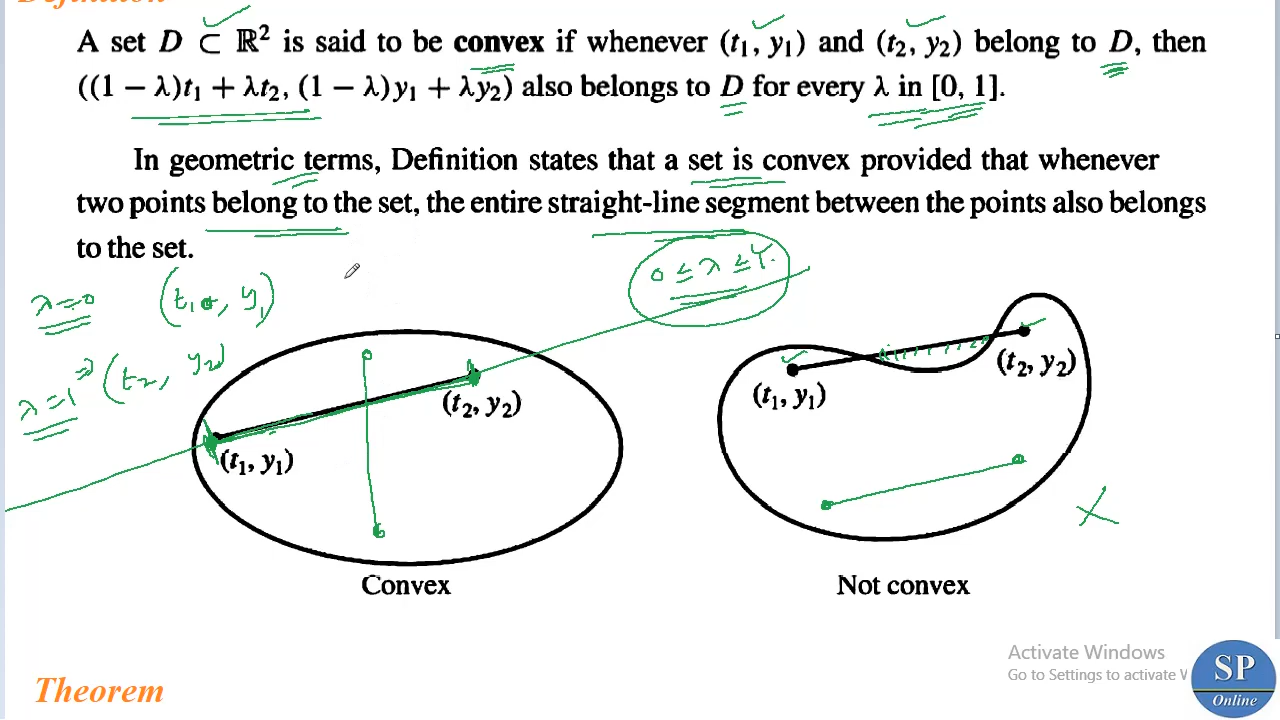 Definition
A set D ⊂ ℝ² is said to be convex if whenever (t₁, y₁) and (t₂, y₂) belong to D, then
((1 − λ)t₁ + λt₂, (1 − λ)y₁ + λy₂) also belongs to D for every λ in [0, 1].
In geometric terms, Definition states that a set is convex provided that whenever
two points belong to the set, the entire straight-line segment between the points also belongs
to the set.
0 ≤ λ ≤ 1.
λ = 0 (t₁, y₁)
λ = 1 ⇒ (t₂, y₂)
(t₁, y₁)
(t₂, y₂)
(t₁, y₁)
(t₂, y₂)
Convex
Not convex
Activate Windows
Go to Settings to activate
Theorem
SP
Online